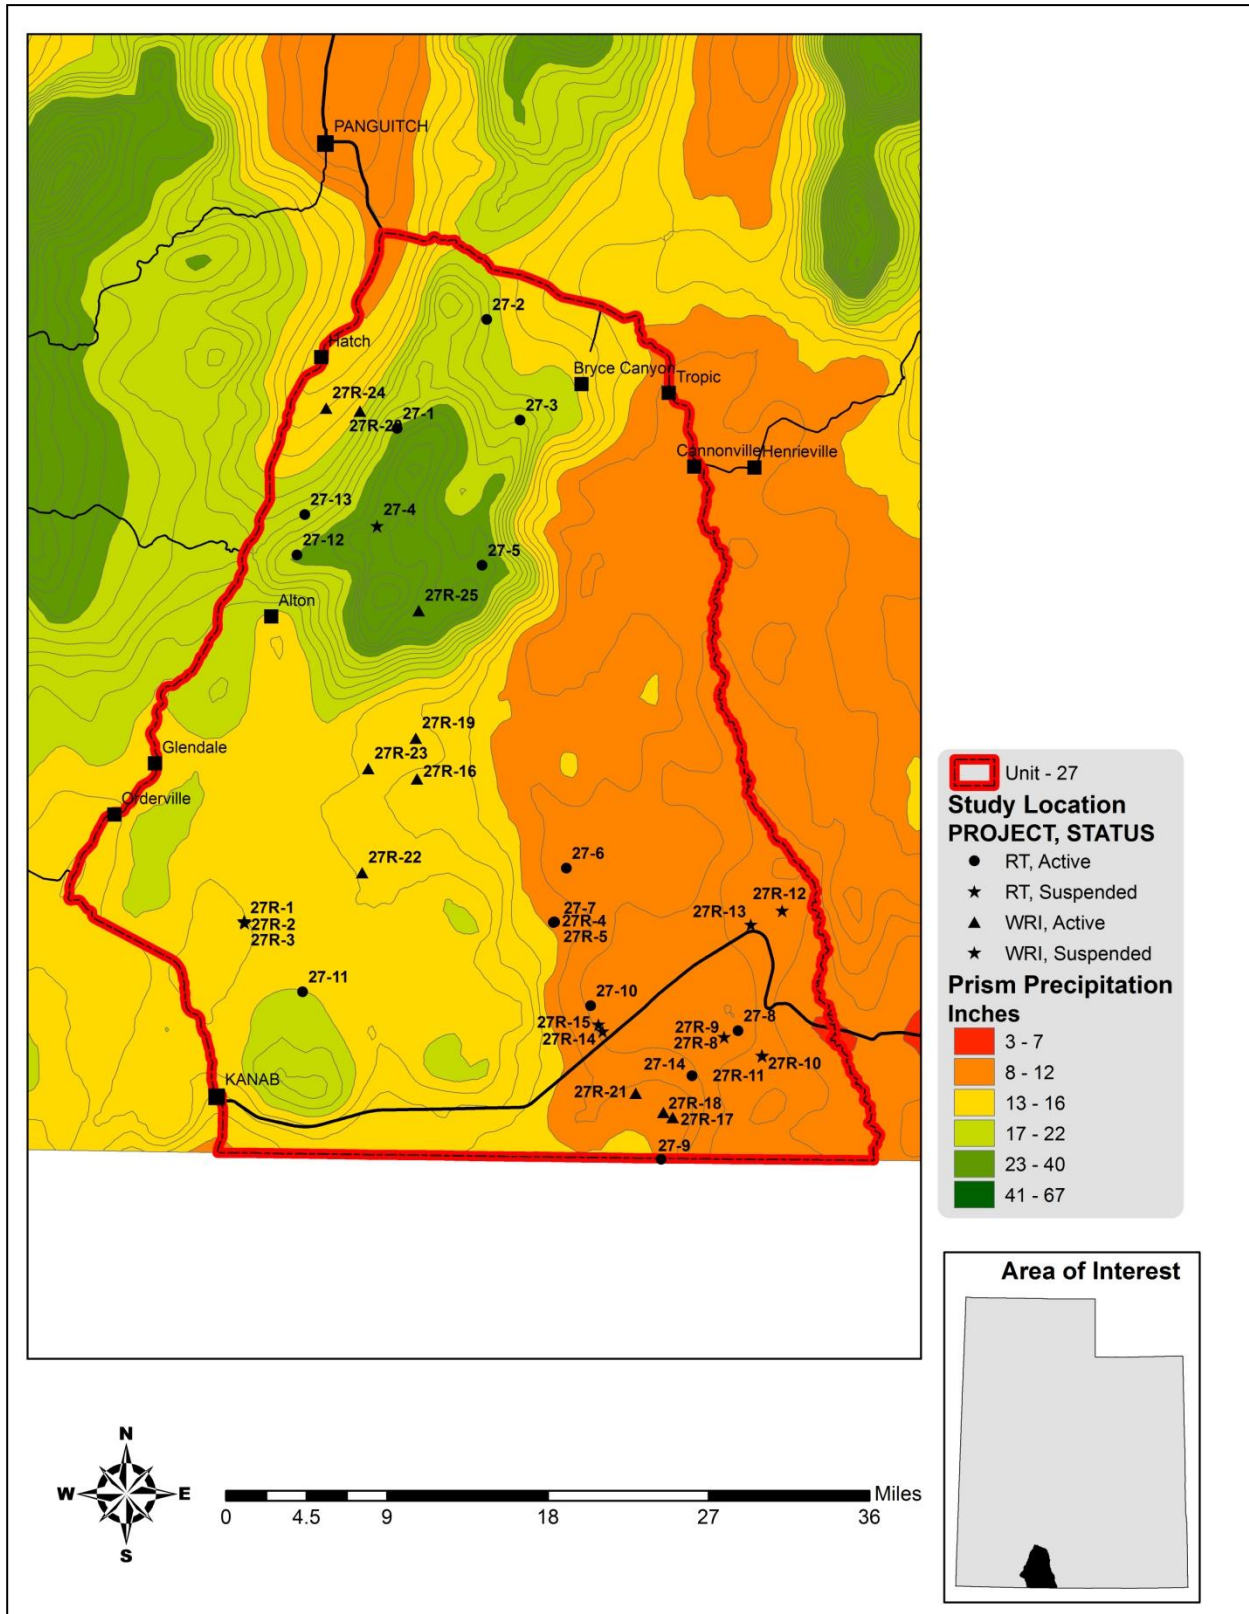 PANGUITCH
27-2
Hatch
Bryce Canyon
Tropic
27R-24
27-1
27-3
Cannonville
Henrieville
27-13
27-4
27-12
27-5
Alton
27R-25
27R-19
Glendale
27R-23
27R-16
Orderville
27-6
27R-22
27R-12
27R-1
27R-2
27R-3
27-7
27R-4
27R-5
27R-13
27-11
27-10
27R-15
27R-14
27R-9
27-8
27R-8
27R-10
27R-11
27-14
KANAB
27R-21
27R-18
27R-17
27-9
Unit - 27
Study Location
PROJECT, STATUS
RT, Active
RT, Suspended
WRI, Active
WRI, Suspended
Prism Precipitation
Inches
3 - 7
8 - 12
13 - 16
17 - 22
23 - 40
41 - 67
Area of Interest
N
W
E
S
Miles
0
4.5
9
18
27
36